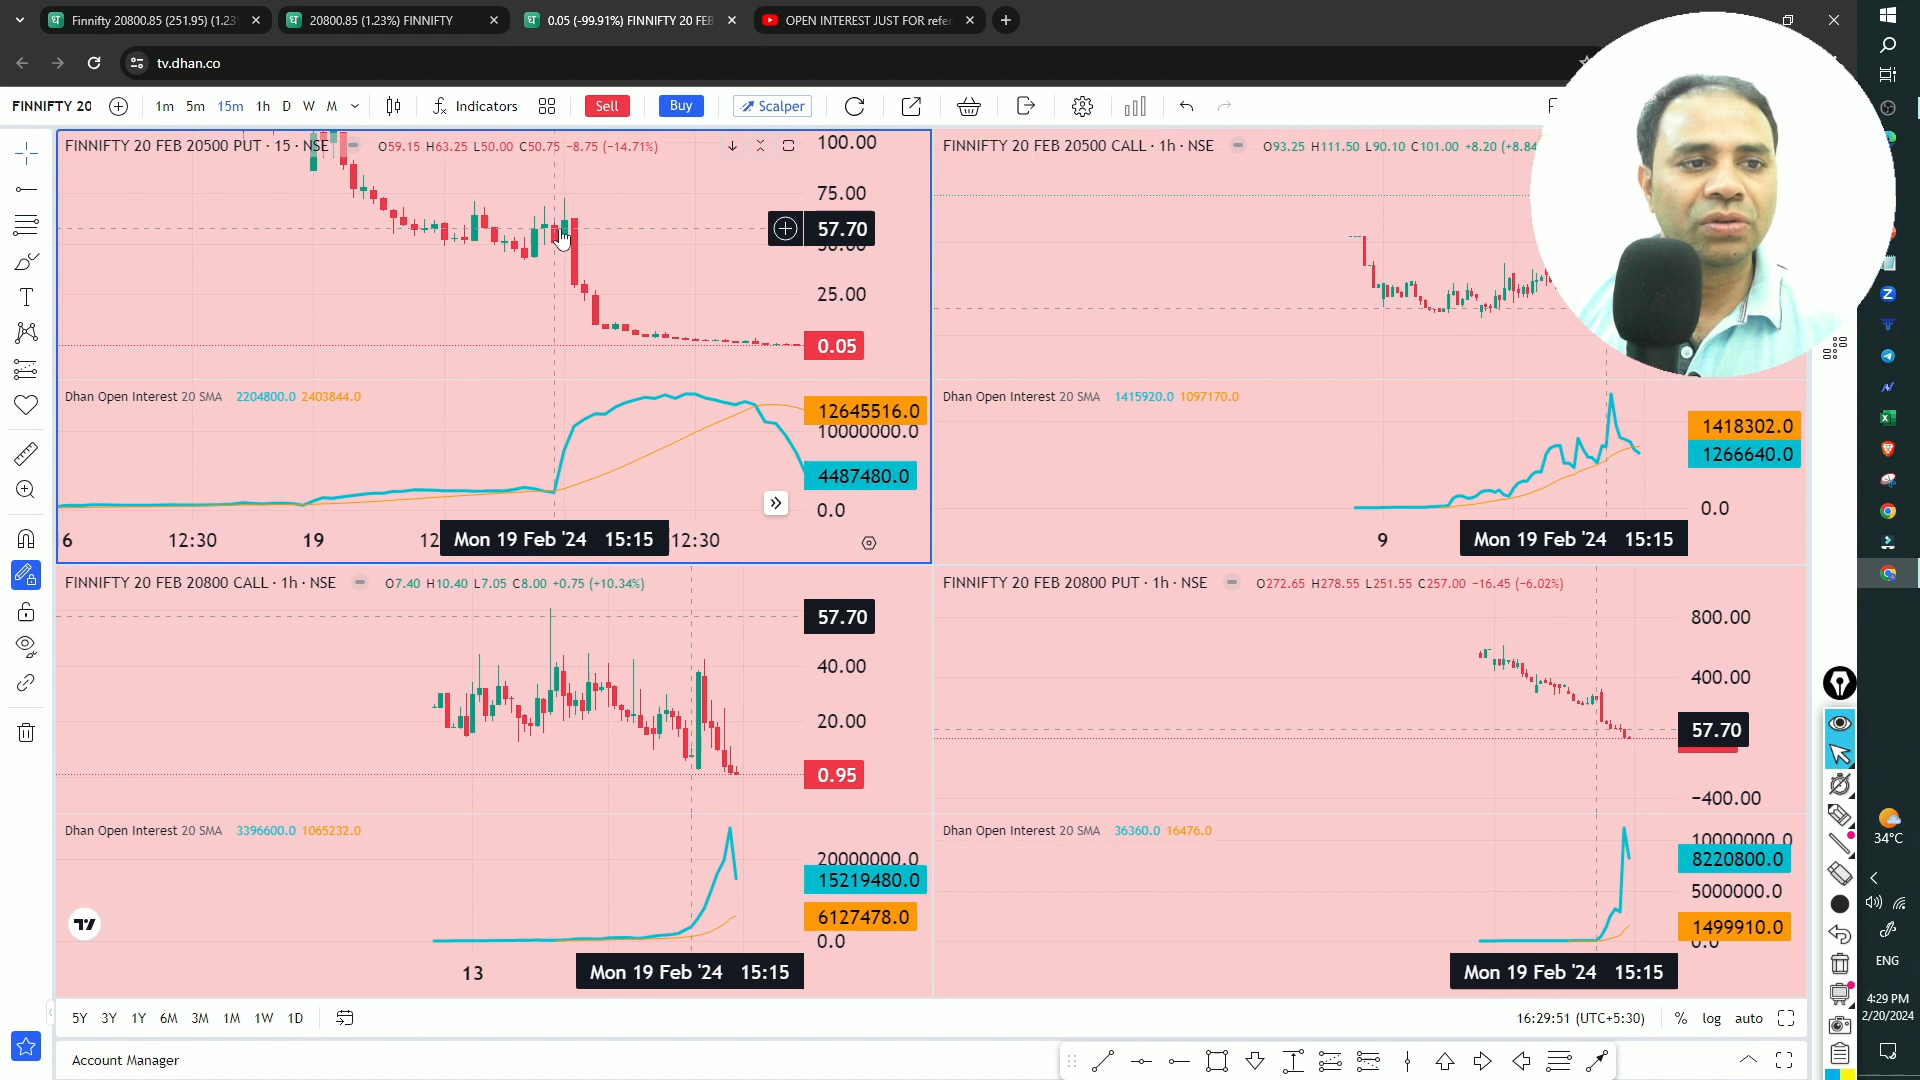 Finnifty 20800.85 (251.95) (1.23
20800.85 (1.23%) FINNIFTY
0.05 (-99.91%) FINNIFTY 20 FEB
OPEN INTEREST JUST FOR refe
tv.dhan.co
FINNIFTY 20
1m 5m 15m 1h D W M
Indicators
Sell
Buy
Scalper
FINNIFTY 20 FEB 20500 PUT · 15 · NSE
O59.15 H63.25 L50.00 C50.75 −8.75 (−14.71%)
100.00
75.00
57.70
50.00
25.00
0.05
Dhan Open Interest 20 SMA 2204800.0 2403844.0
12645516.0
10000000.0
4487480.0
0.0
6 12:30 19 12 Mon 19 Feb '24 15:15 12:30
FINNIFTY 20 FEB 20500 CALL · 1h · NSE
O93.25 H111.50 L90.10 C101.00 +8.20 (+8.84
Dhan Open Interest 20 SMA 1415920.0 1097170.0
1418302.0
1266640.0
0.0
9 Mon 19 Feb '24 15:15
FINNIFTY 20 FEB 20800 CALL · 1h · NSE
O7.40 H10.40 L7.05 C8.00 +0.75 (+10.34%)
57.70
40.00
20.00
0.95
Dhan Open Interest 20 SMA 3396600.0 1065232.0
20000000.0
15219480.0
6127478.0
0.0
13 Mon 19 Feb '24 15:15
FINNIFTY 20 FEB 20800 PUT · 1h · NSE
O272.65 H278.55 L251.55 C257.00 −16.45 (−6.02%)
800.00
400.00
57.70
−400.00
Dhan Open Interest 20 SMA 36360.0 16476.0
10000000.0
8220800.0
5000000.0
1499910.0
0.0
Mon 19 Feb '24 15:15
5Y 3Y 1Y 6M 3M 1M 1W 1D
16:29:51 (UTC+5:30)
% log auto
Account Manager
34°C
ENG
4:29 PM
2/20/2024